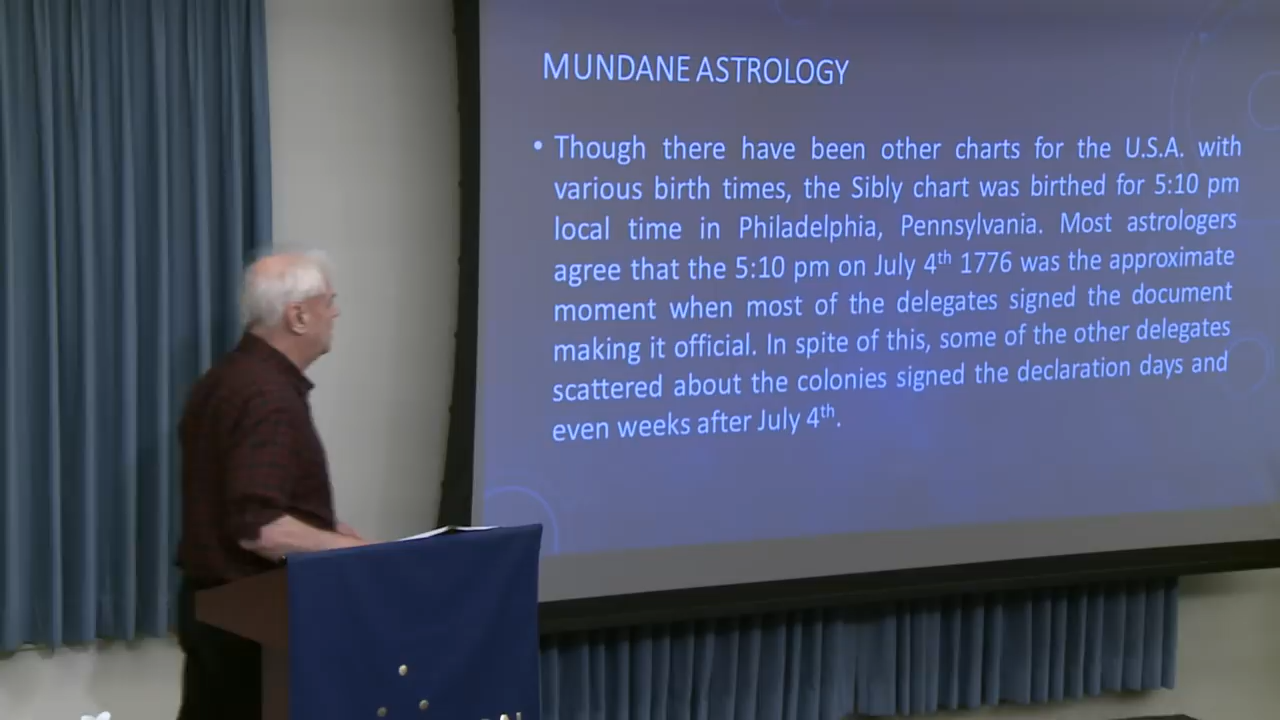 MUNDANE ASTROLOGY
• Though there have been other charts for the U.S.A. with
various birth times, the Sibly chart was birthed for 5:10 pm
local time in Philadelphia, Pennsylvania. Most astrologers
agree that the 5:10 pm on July 4th 1776 was the approximate
moment when most of the delegates signed the document
making it official. In spite of this, some of the other delegates
scattered about the colonies signed the declaration days and
even weeks after July 4th.